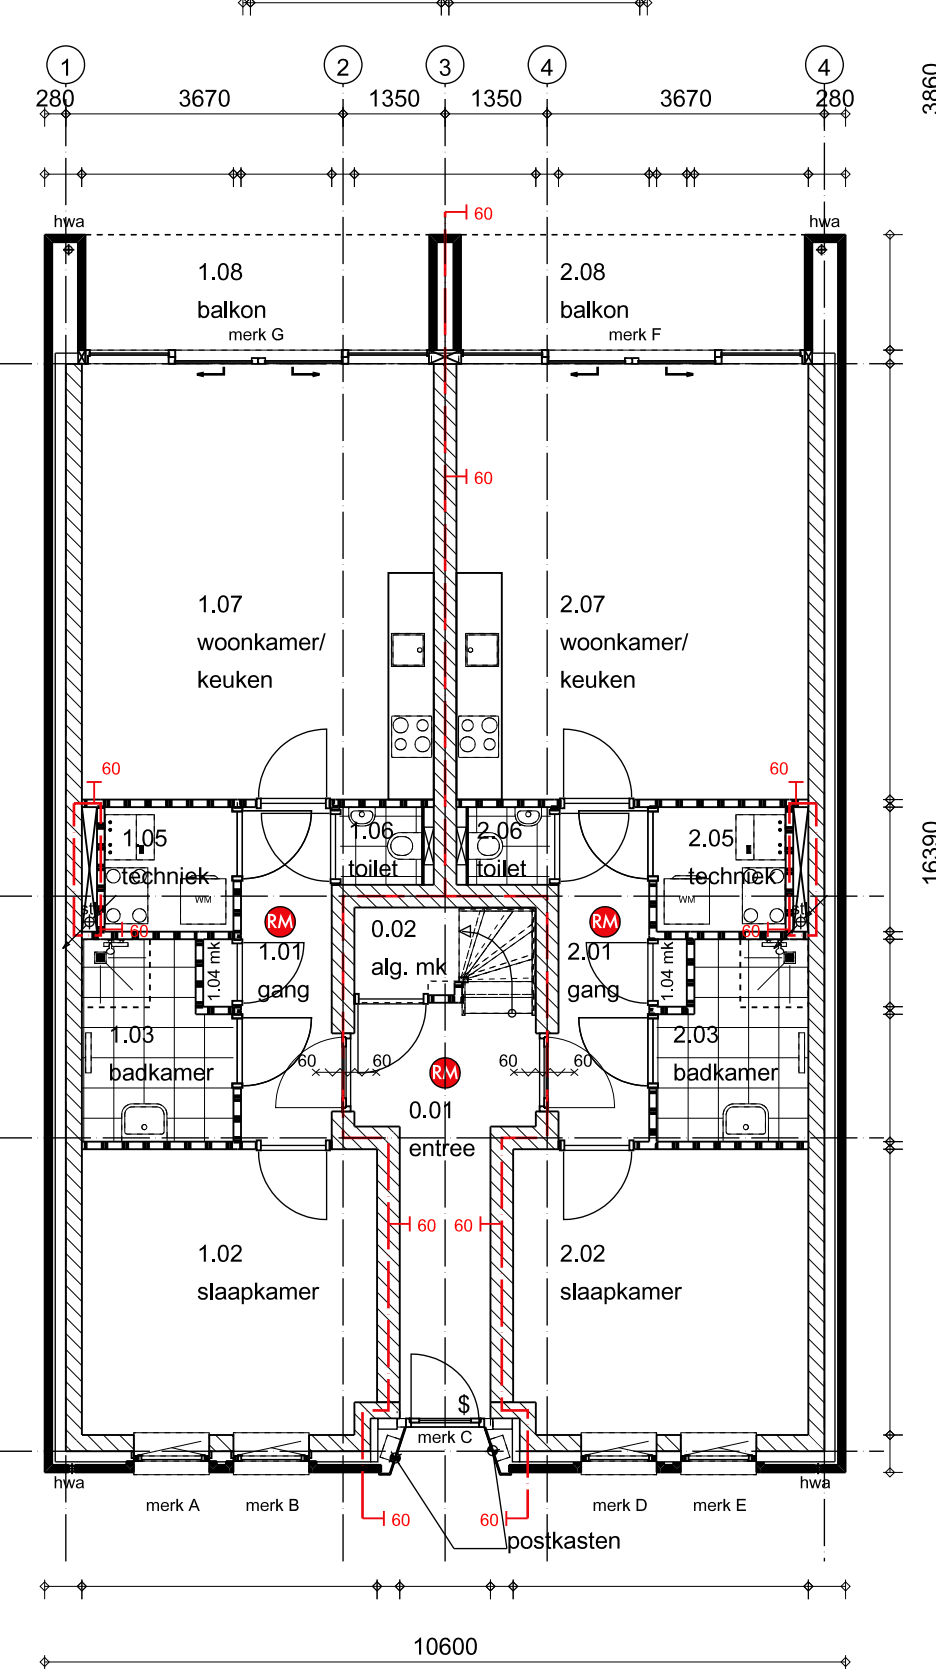 1 2 3 4 4
280 3670 1350 1350 3670 280
3860
60
hwa hwa
1.08 2.08
balkon balkon
merk G merk F
60
1.07 2.07
woonkamer/ woonkamer/
keuken keuken
60 60
1.05 1.06 2.06 2.05
techniek toilet toilet techniek
16390
WM WM
60 RM 0.02 RM 60
1.04 mk 1.01 alg. mk 2.01 1.04 mk
gang gang
1.03 2.03
60 60 60 60
badkamer RM badkamer
0.01
entree
60 60
1.02 2.02
slaapkamer slaapkamer
$
merk C
hwa hwa
merk A merk B merk D merk E
60 60
postkasten
10600